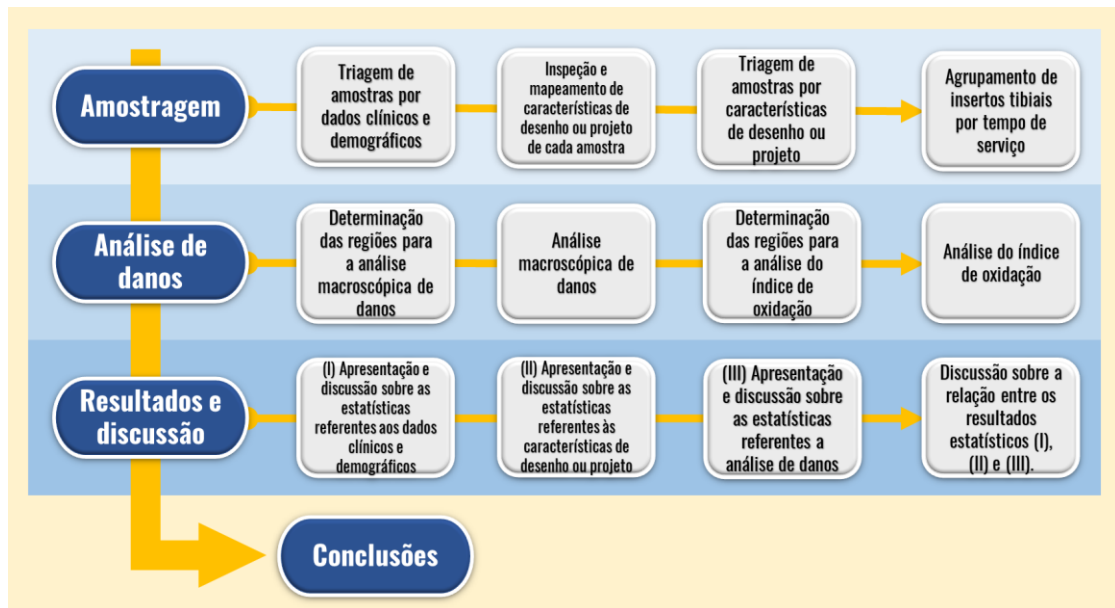 Amostragem
Triagem de
amostras por
dados clínicos e
demográficos
Inspeção e
mapeamento de
características de
desenho ou projeto
de cada amostra
Triagem de
amostras por
características
de desenho ou
projeto
Agrupamento de
insertos tibiais
por tempo de
serviço
Análise de
danos
Determinação
das regiões para
a análise
macroscópica de
danos
Análise
macroscópica de
danos
Determinação
das regiões para
a análise do
índice de
oxidação
Análise do índice
de oxidação
Resultados e
discussão
(I) Apresentação e
discussão sobre as
estatísticas
referentes aos dados
clínicos e
demográficos
(II) Apresentação e
discussão sobre as
estatísticas
referentes às
características de
desenho ou projeto
(III) Apresentação
e discussão sobre
as estatísticas
referentes a
análise de danos
Discussão sobre a
relação entre os
resultados
estatísticos (I),
(II) e (III).
Conclusões